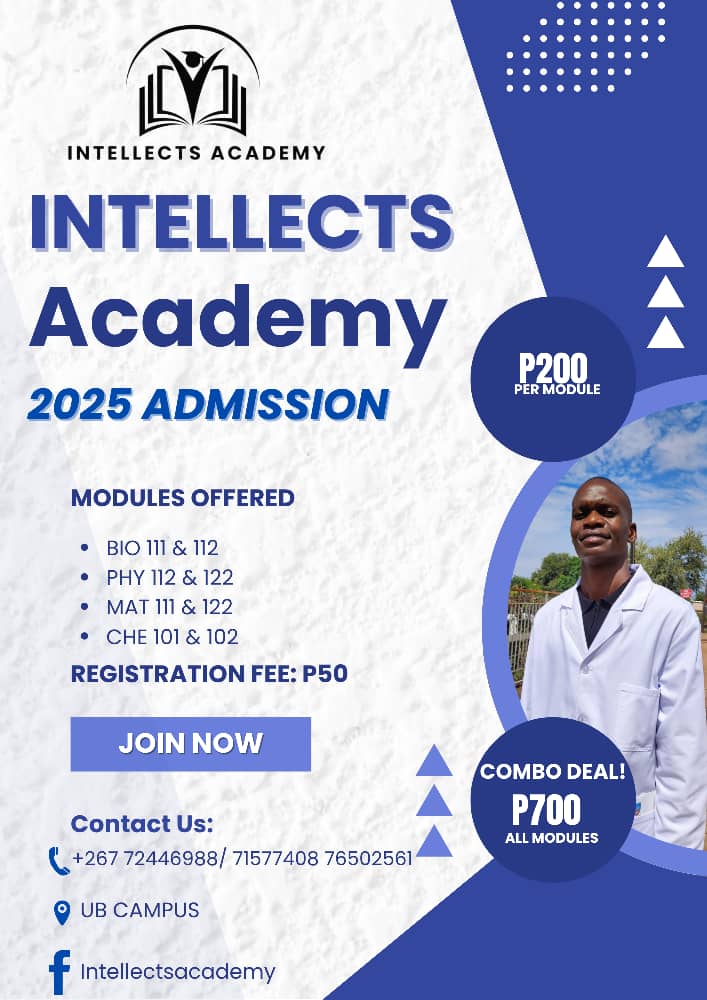 INTELLECTS ACADEMY
INTELLECTS
Academy
2025 ADMISSION
P200
PER MODULE
MODULES OFFERED
• BIO 111 & 112
• PHY 112 & 122
• MAT 111 & 122
• CHE 101 & 102
REGISTRATION FEE: P50
JOIN NOW
COMBO DEAL!
P700
ALL MODULES
Contact Us:
+267 72446988/ 71577408 76502561
UB CAMPUS
Intellectsacademy